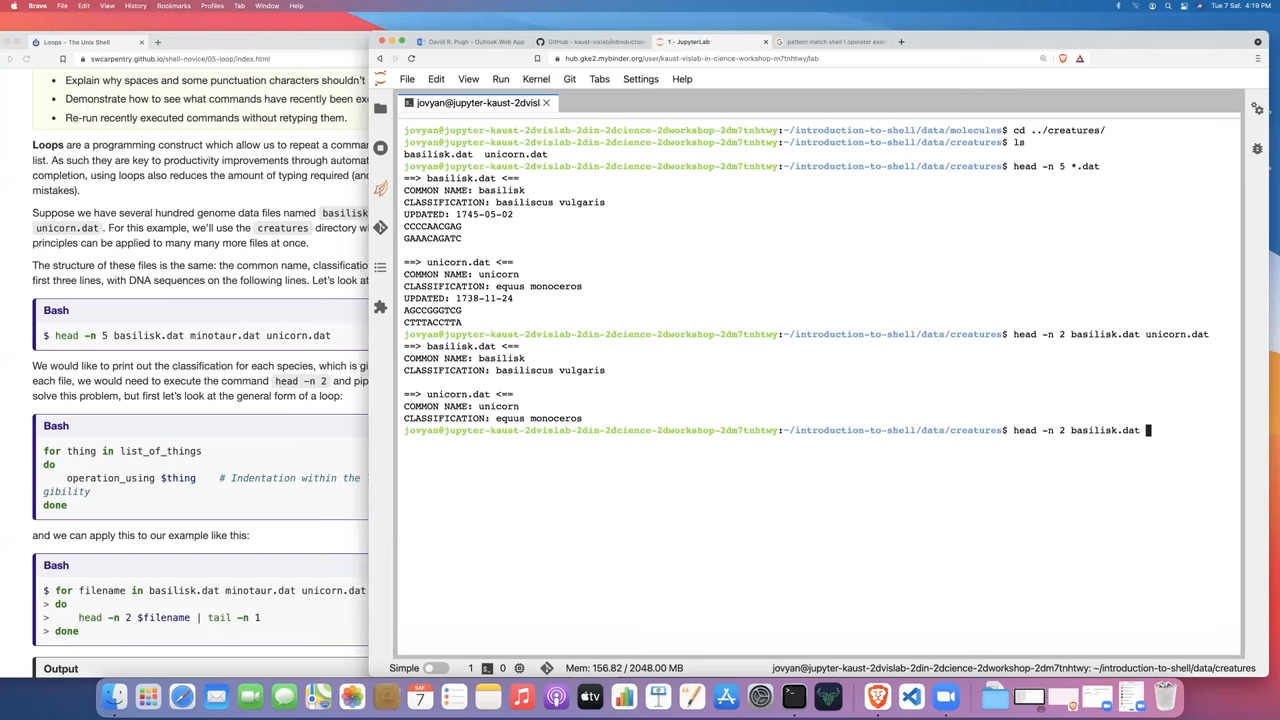 Brave File Edit View History Bookmarks Profiles Tab Window Help
Tue 7 Saf. 4:19 PM
Loops – The Unix Shell
swcarpentry.github.io/shell-novice/05-loop/index.html
Explain why spaces and some punctuation characters shouldn't
Demonstrate how to see what commands have recently been exe
Re-run recently executed commands without retyping them.
Loops are a programming construct which allow us to repeat a comman
list. As such they are key to productivity improvements through automat
completion, using loops also reduces the amount of typing required (and
mistakes).
Suppose we have several hundred genome data files named basilisk
unicorn.dat . For this example, we'll use the creatures directory w
principles can be applied to many many more files at once.
The structure of these files is the same: the common name, classificatio
first three lines, with DNA sequences on the following lines. Let's look at
Bash
$ head -n 5 basilisk.dat minotaur.dat unicorn.dat
We would like to print out the classification for each species, which is gi
each file, we would need to execute the command head -n 2 and pip
solve this problem, but first let's look at the general form of a loop:
Bash
for thing in list_of_things
do
operation_using $thing # Indentation within the l
gibility
done
and we can apply this to our example like this:
Bash
$ for filename in basilisk.dat minotaur.dat unicorn.dat
> do
> head -n 2 $filename | tail -n 1
> done
Output
David R. Pugh - Outlook Web App
GitHub - kaust-vislab/introduction
1 - JupyterLab
pattern match shell ! operator exa
hub.gke2.mybinder.org/user/kaust-vislab-in-cience-workshop-m7tnhtwy/lab
File Edit View Run Kernel Git Tabs Settings Help
jovyan@jupyter-kaust-2dvisl
jovyan@jupyter-kaust-2dvislab-2din-2dcience-2dworkshop-2dm7tnhtwy:~/introduction-to-shell/data/molecules$ cd ../creatures/
jovyan@jupyter-kaust-2dvislab-2din-2dcience-2dworkshop-2dm7tnhtwy:~/introduction-to-shell/data/creatures$ ls
basilisk.dat unicorn.dat
jovyan@jupyter-kaust-2dvislab-2din-2dcience-2dworkshop-2dm7tnhtwy:~/introduction-to-shell/data/creatures$ head -n 5 *.dat
==> basilisk.dat <==
COMMON NAME: basilisk
CLASSIFICATION: basiliscus vulgaris
UPDATED: 1745-05-02
CCCCAACGAG
GAAACAGATC
==> unicorn.dat <==
COMMON NAME: unicorn
CLASSIFICATION: equus monoceros
UPDATED: 1738-11-24
AGCCGGGTCG
CTTTACCTTA
jovyan@jupyter-kaust-2dvislab-2din-2dcience-2dworkshop-2dm7tnhtwy:~/introduction-to-shell/data/creatures$ head -n 2 basilisk.dat unicorn.dat
==> basilisk.dat <==
COMMON NAME: basilisk
CLASSIFICATION: basiliscus vulgaris
==> unicorn.dat <==
COMMON NAME: unicorn
CLASSIFICATION: equus monoceros
jovyan@jupyter-kaust-2dvislab-2din-2dcience-2dworkshop-2dm7tnhtwy:~/introduction-to-shell/data/creatures$ head -n 2 basilisk.dat
Simple 1 0 Mem: 156.82 / 2048.00 MB
jovyan@jupyter-kaust-2dvislab-2din-2dcience-2dworkshop-2dm7tnhtwy: ~/introduction-to-shell/data/creatures